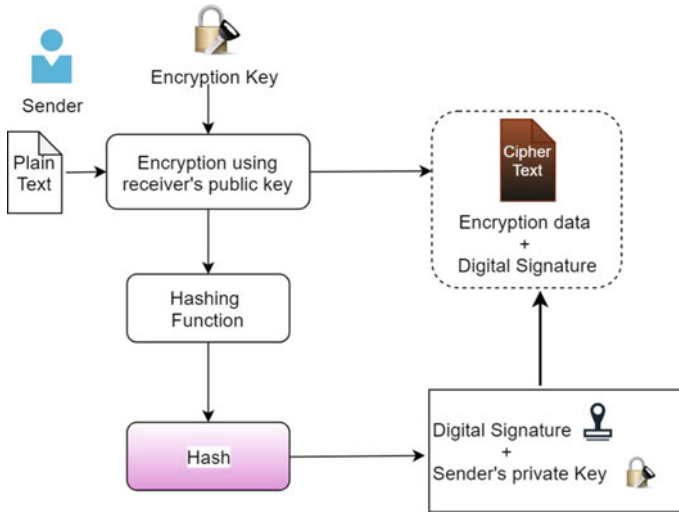 Encryption Key
Sender
Plain
Text
Encryption using
receiver's public key
Cipher
Text
Encryption data
+
Digital Signature
Hashing
Function
Hash
Digital Signature
+
Sender's private Key